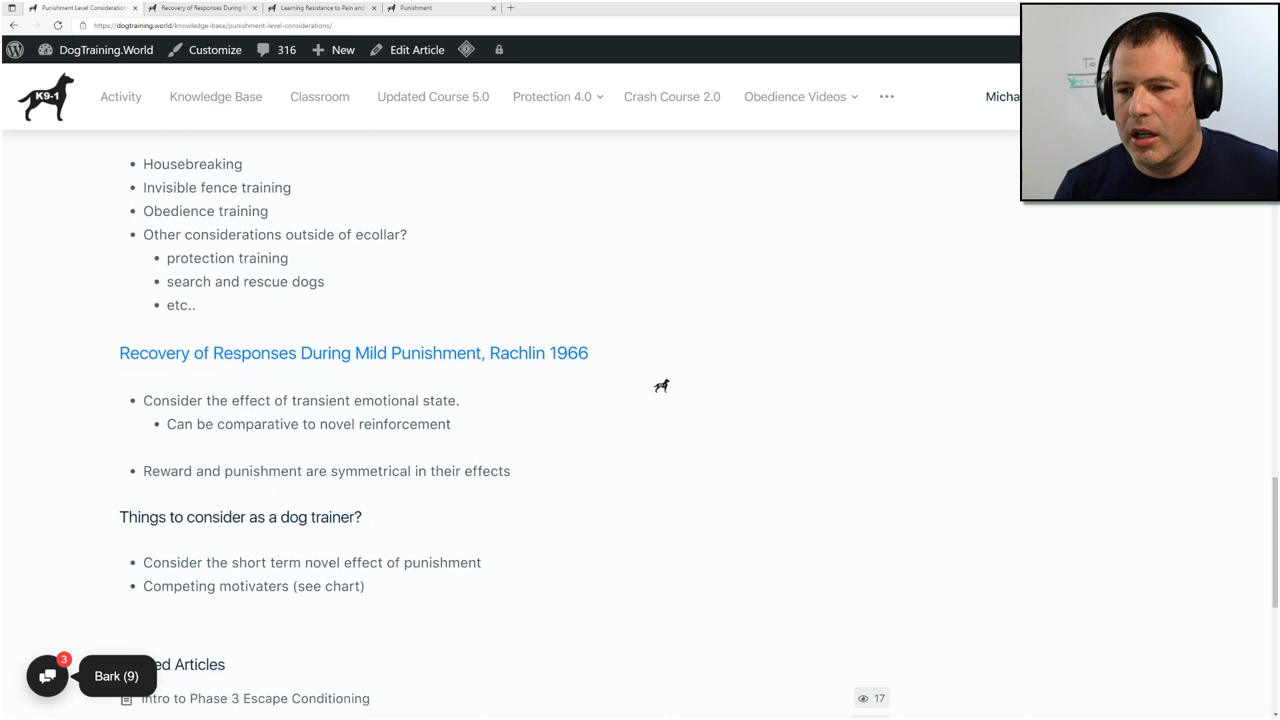 Punishment Level Consideration
Recovery of Responses During M
Learning Resistance to Pain and
Punishment
https://dogtraining.world/knowledge-base/punishment-level-considerations/
DogTraining.World
Customize
316
New
Edit Article
K9-1
Activity
Knowledge Base
Classroom
Updated Course 5.0
Protection 4.0
Crash Course 2.0
Obedience Videos
Micha
Housebreaking
Invisible fence training
Obedience training
Other considerations outside of ecollar?
protection training
search and rescue dogs
etc..
Recovery of Responses During Mild Punishment, Rachlin 1966
Consider the effect of transient emotional state.
Can be comparative to novel reinforcement
Reward and punishment are symmetrical in their effects
Things to consider as a dog trainer?
Consider the short term novel effect of punishment
Competing motivaters (see chart)
ed Articles
3
Bark (9)
Intro to Phase 3 Escape Conditioning
17